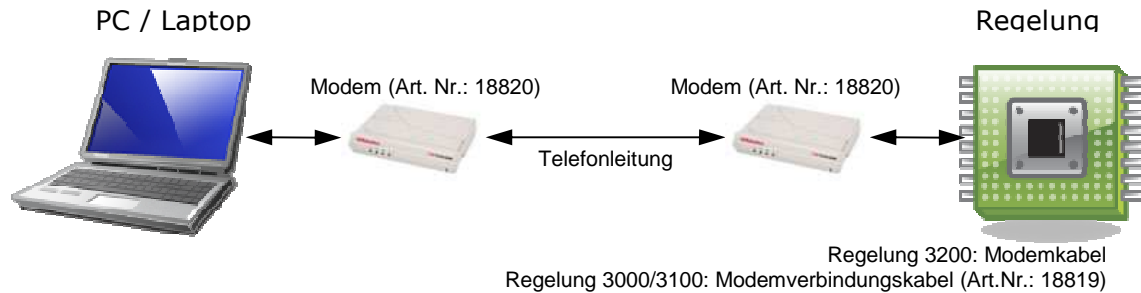 PC / Laptop
Regelung
Modem (Art. Nr.: 18820)
Modem (Art. Nr.: 18820)
Telefonleitung
Regelung 3200: Modemkabel
Regelung 3000/3100: Modemverbindungskabel (Art.Nr.: 18819)